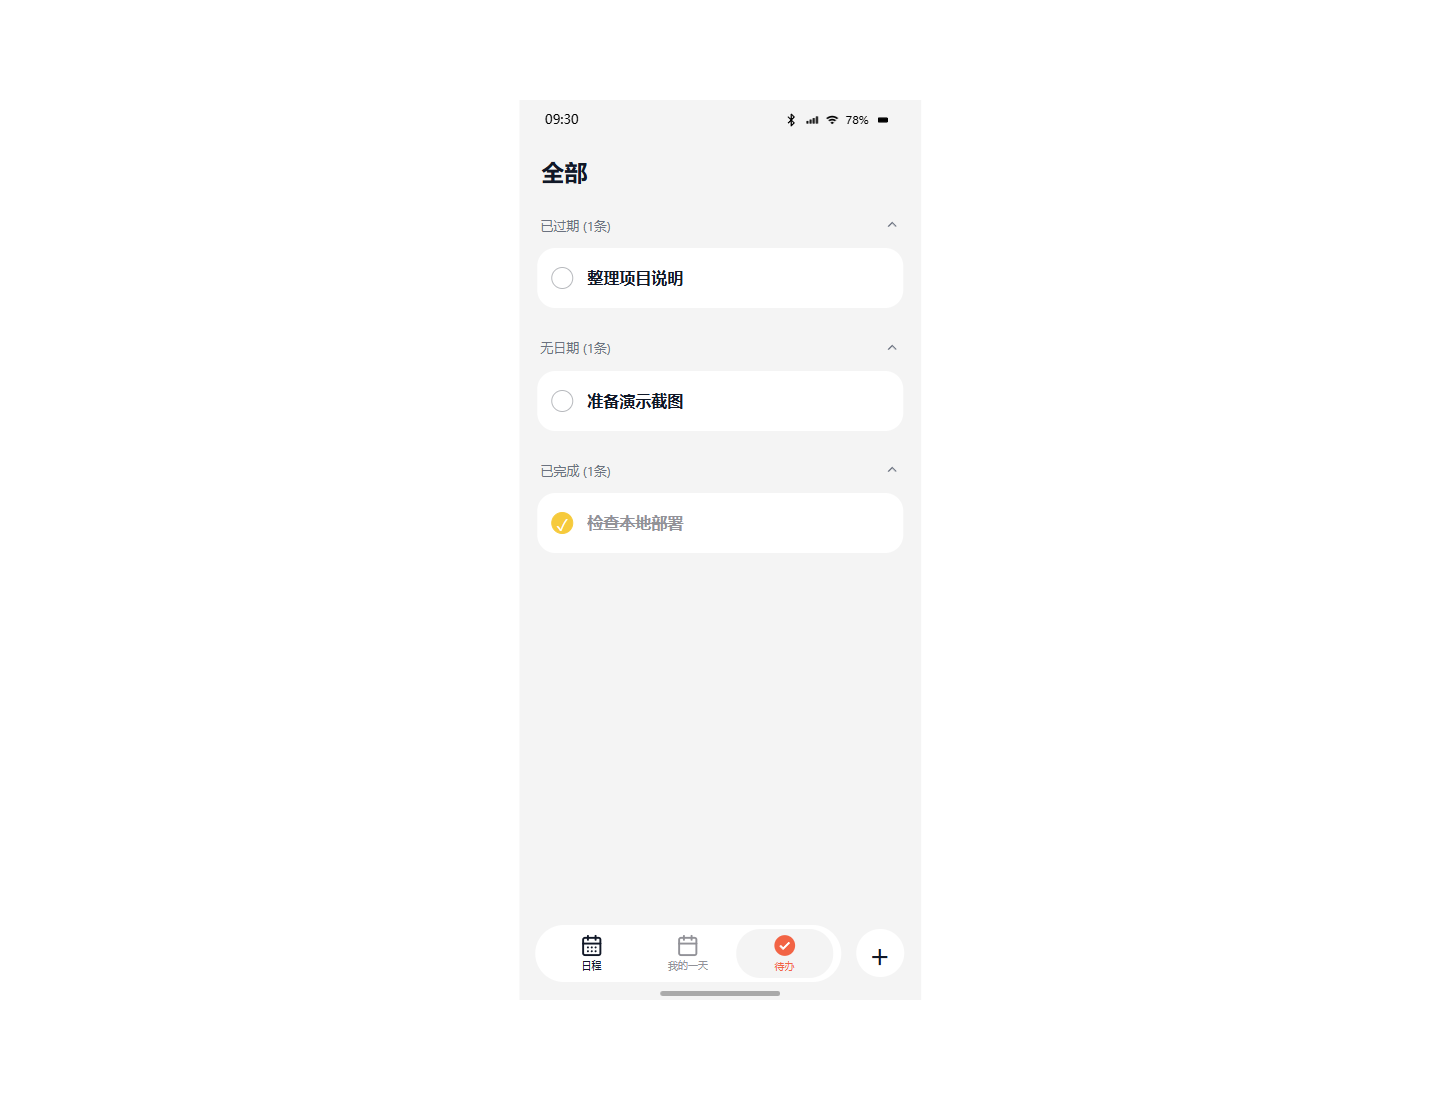 09:30 78%
全部
已过期 (1条)
整理项目说明
无日期 (1条)
准备演示截图
已完成 (1条)
检查本地部署
日程 我的一天 待办